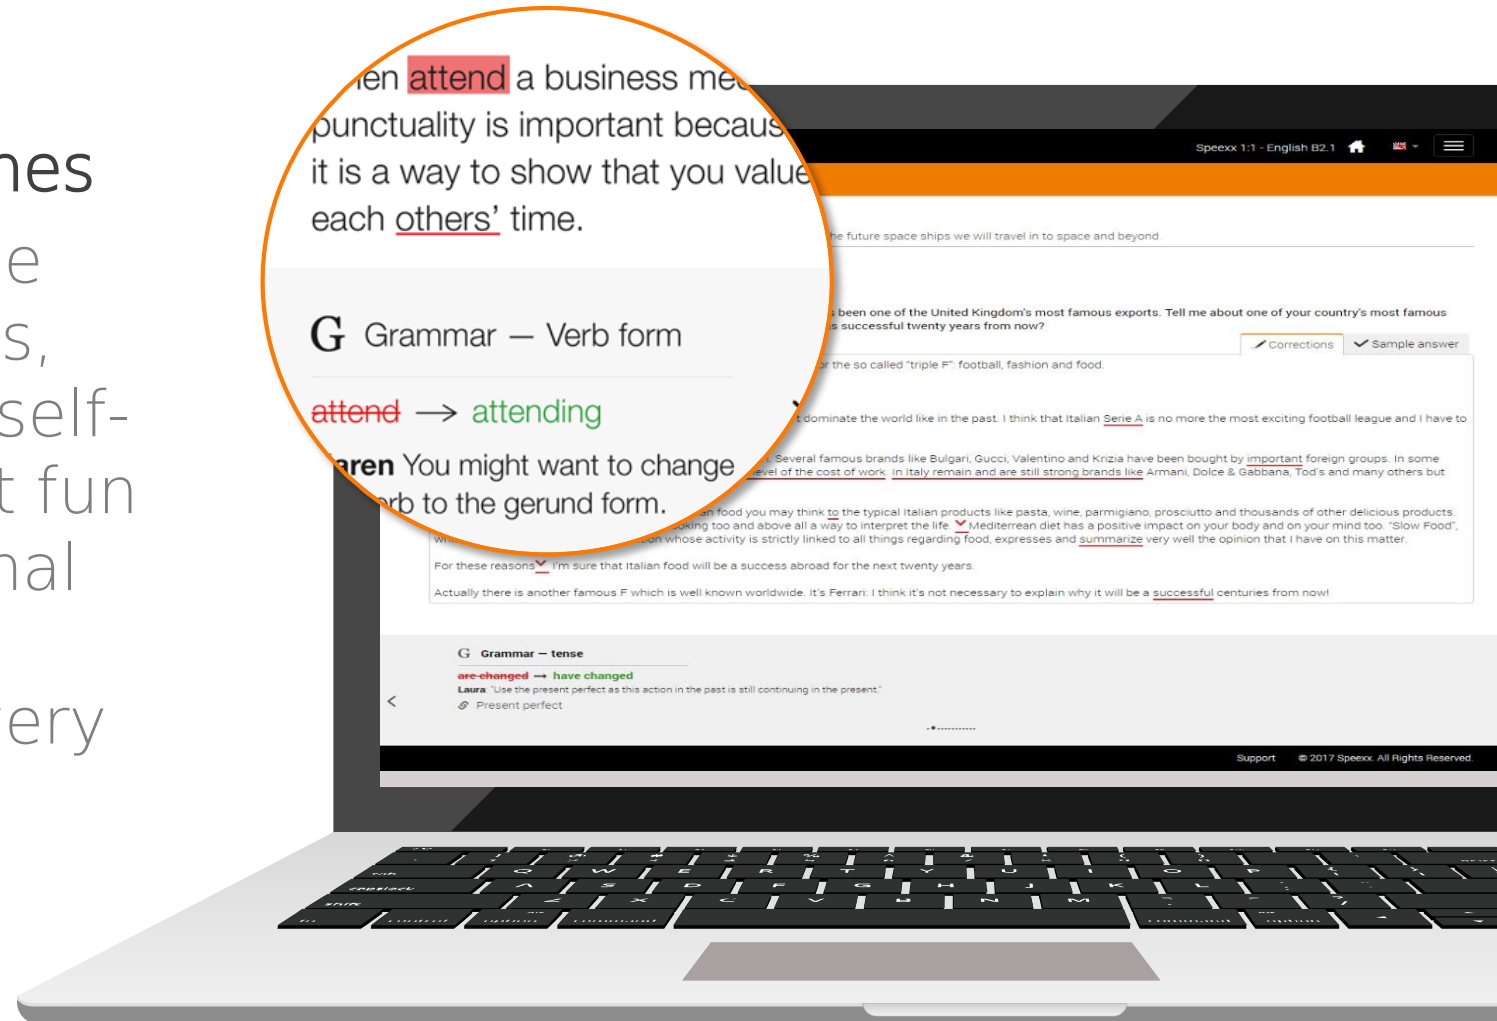 attend a business
punctuality is important
it is a way to show that you value
each others' time.
G Grammar — Verb form
attend → attending
You might want to change
to the gerund form.
self-
fun
Speexx 1:1 - English B2.1
future space ships we will travel in to space and beyond.
been one of the United Kingdom's most famous exports. Tell me about one of your country's most famous
successful twenty years from now?
Corrections
Sample answer
the so called "triple F": football, fashion and food.
dominate the world like in the past. I think that Italian Serie A is no more the most exciting football league and I have to
Several famous brands like Bulgari, Gucci, Valentino and Krizia have been bought by important foreign groups. In some
level of the cost of work. In Italy remain and are still strong brands like Armani, Dolce & Gabbana, Tod's and many others but
food you may think to the typical Italian products like pasta, wine, parmigiano, prosciutto and thousands of other delicious products.
too and above all a way to interpret the life. Mediterrean diet has a positive impact on your body and on your mind too. "Slow Food",
whose activity is strictly linked to all things regarding food, expresses and summarize very well the opinion that I have on this matter.
For these reasons I'm sure that Italian food will be a success abroad for the next twenty years.
Actually there is another famous F which is well known worldwide. It's Ferrari: I think it's not necessary to explain why it will be a successful centuries from now!
G Grammar — tense
are changed → have changed
Laura: "Use the present perfect as this action in the past is still continuing in the present."
Present perfect
Support © 2017 Speexx. All Rights Reserved.